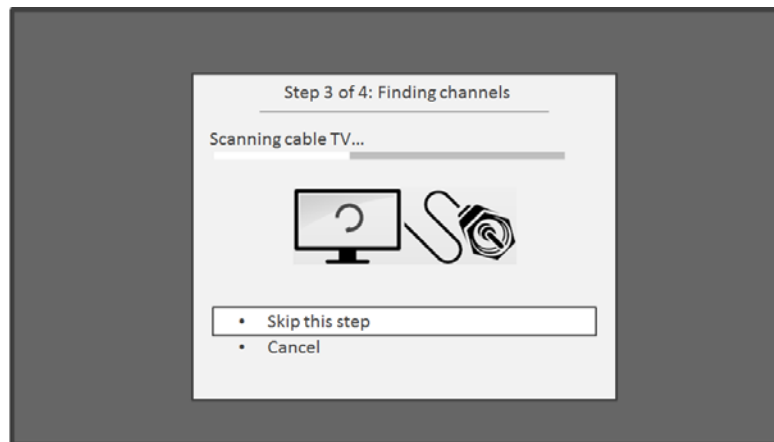 Step 3 of 4: Finding channels
Scanning cable TV...
• Skip this step
• Cancel